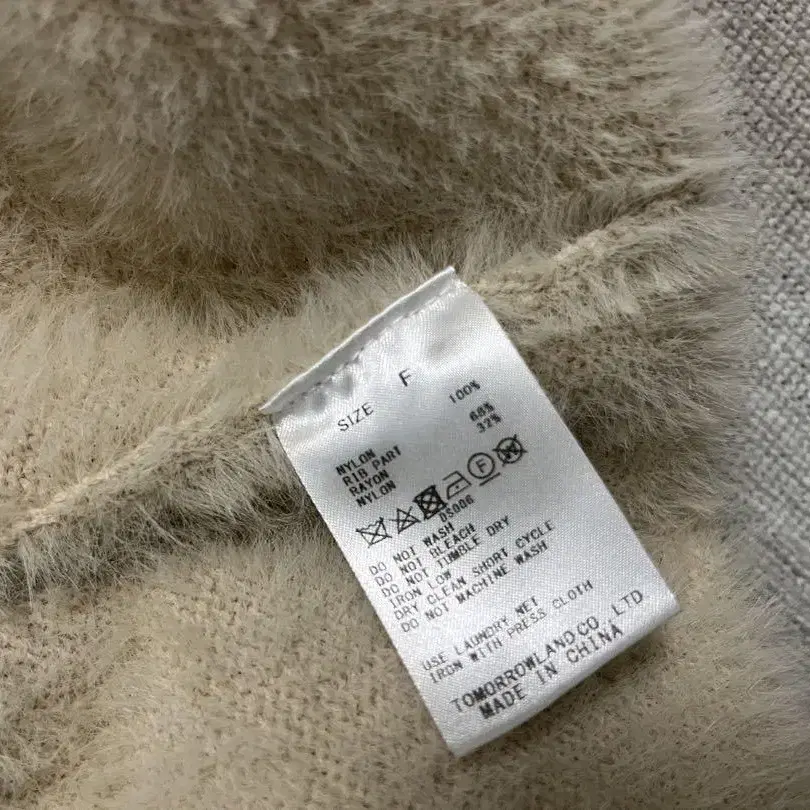 SIZE F
NYLON 100%
RIB PART
RAYON 68%
NYLON 32%
DS006
DO NOT WASH
DO NOT BLEACH
DO NOT TUMBLE DRY
IRON LOW
DRY CLEAN SHORT CYCLE
DO NOT MACHINE WASH
USE LAUNDRY NET
IRON WITH PRESS CLOTH
TOMORROWLAND CO., LTD.
MADE IN CHINA